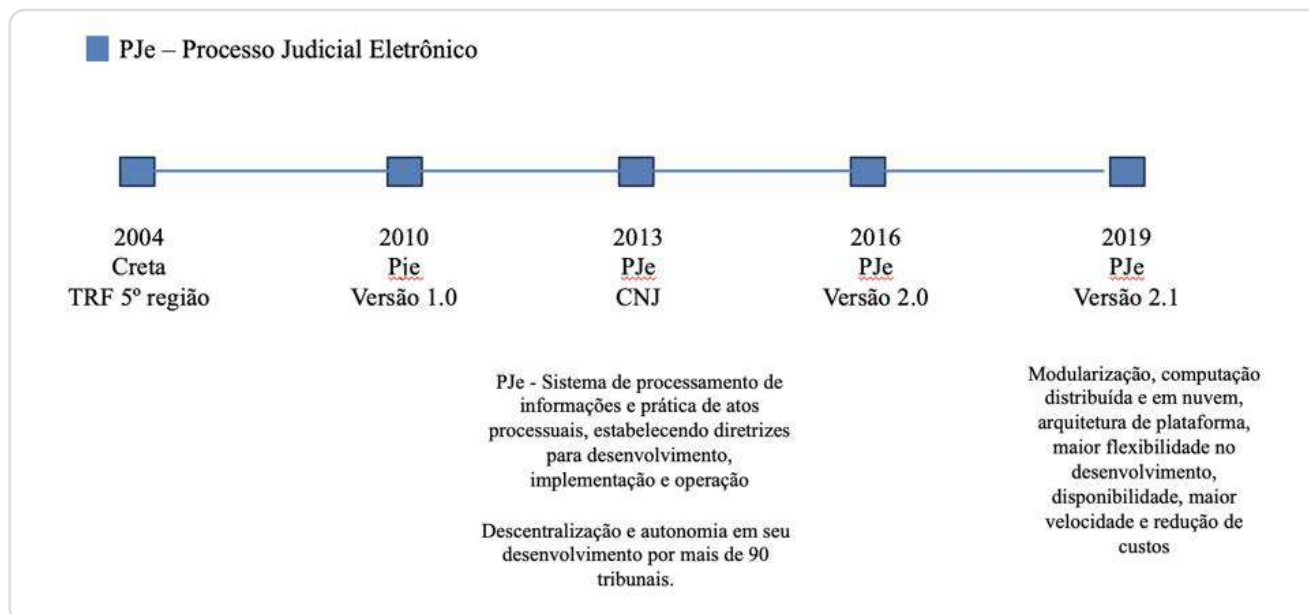 PJe – Processo Judicial Eletrônico
2004
Creta
TRF 5º região
2010
Pje
Versão 1.0
2013
PJe
CNJ
PJe - Sistema de processamento de
informações e prática de atos
processuais, estabelecendo diretrizes
para desenvolvimento,
implementação e operação
Descentralização e autonomia em seu
desenvolvimento por mais de 90
tribunais.
2016
PJe
Versão 2.0
2019
PJe
Versão 2.1
Modularização, computação
distribuída e em nuvem,
arquitetura de plataforma,
maior flexibilidade no
desenvolvimento,
disponibilidade, maior
velocidade e redução de
custos